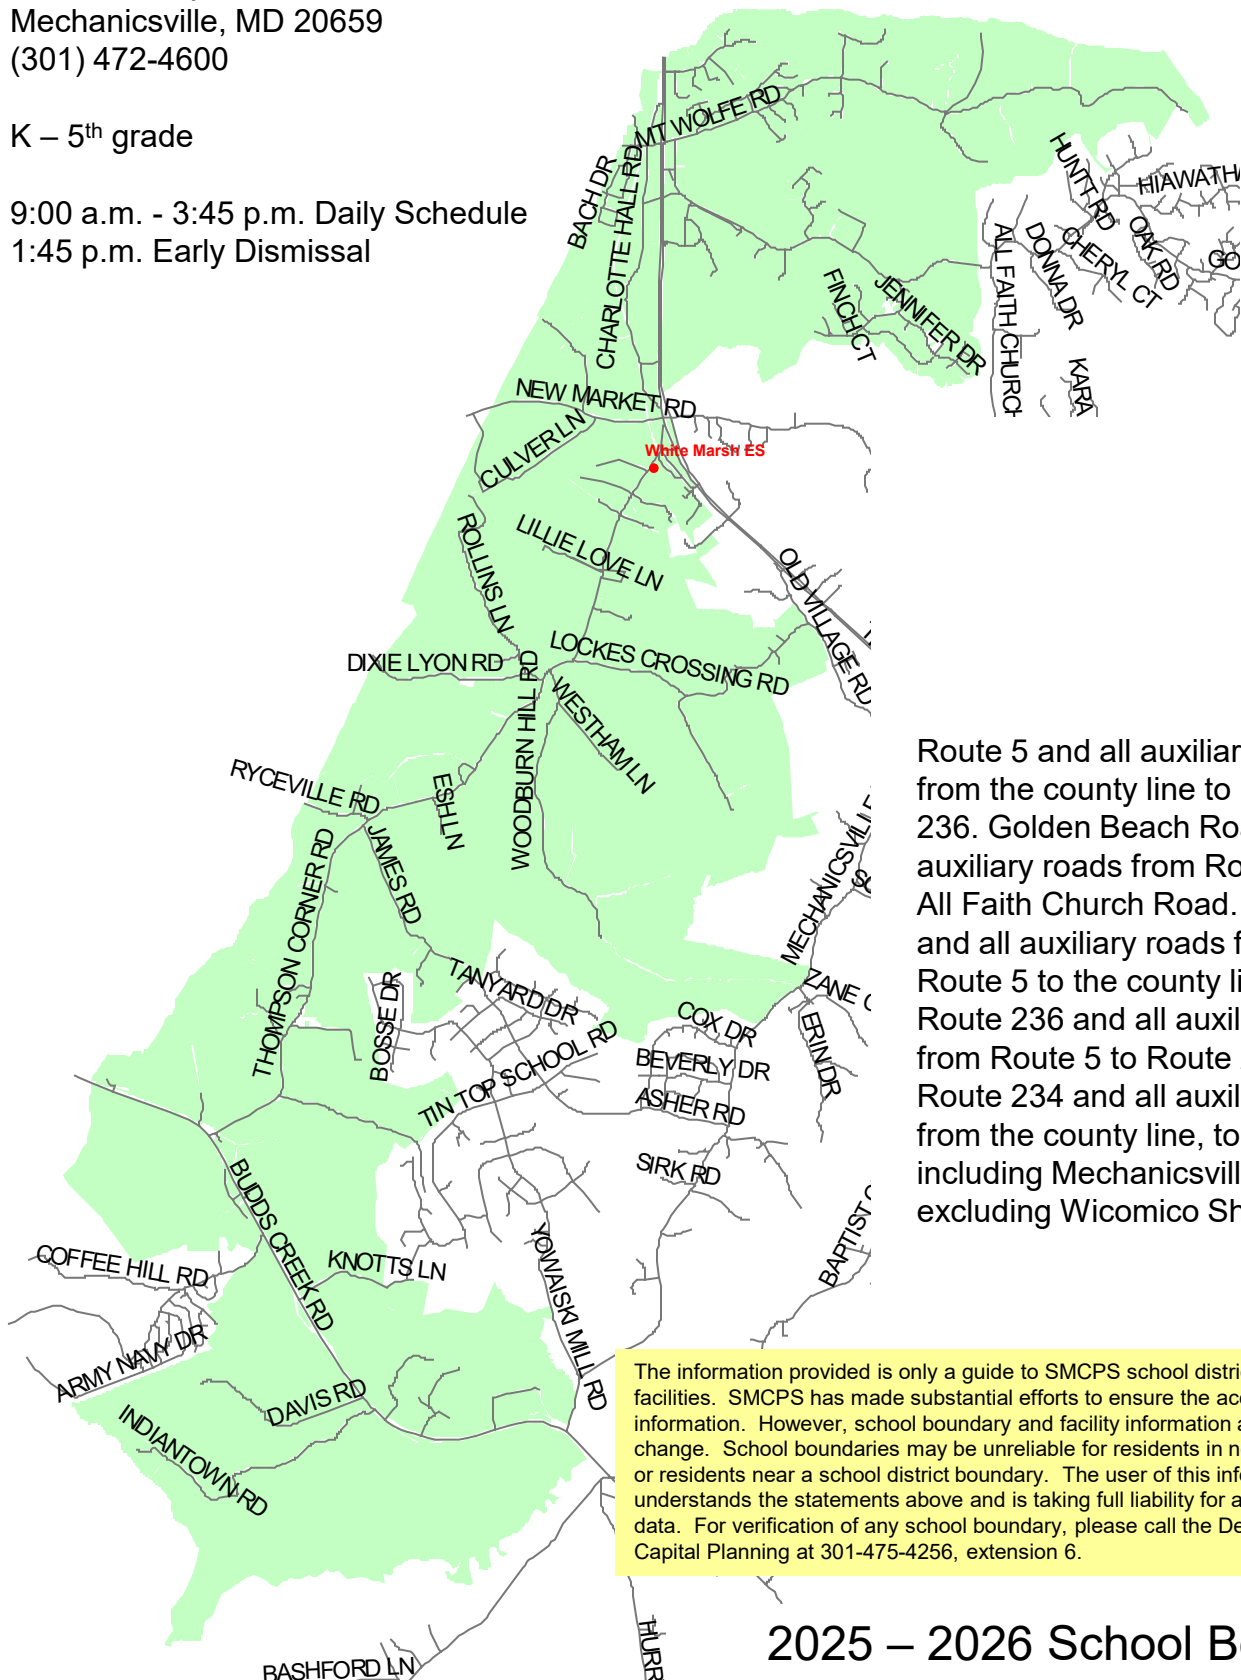 Mechanicsville, MD 20659
(301) 472-4600
K – 5th grade
9:00 a.m. - 3:45 p.m. Daily Schedule
1:45 p.m. Early Dismissal
MT WOLFE RD
BACH DR
CHARLOTTE HALL RD
HUNTT RD
HIAWATHA
OAK RD
GO
ALL FAITH CHURCH
DONNA DR
CHERYL CT
KARA
FINCH CT
JENNIFER DR
NEW MARKET RD
CULVER LN
White Marsh ES
ROLLINS LN
LILLIE LOVE LN
OLD VILLAGE RD
DIXIE LYON RD
LOCKES CROSSING RD
WOODBURN HILL RD
WESTHAM LN
RYCEVILLE RD
ESH LN
JAMES RD
THOMPSON CORNER RD
MECHANICSVILLE
ZANE C
ERIN DR
TANYARD DR
BOSSE DR
COX DR
BEVERLY DR
TIN TOP SCHOOL RD
ASHER RD
SIRK RD
BAPTIST C
BUDDS CREEK RD
COFFEE HILL RD
KNOTTS LN
YOWAISKI MILL RD
ARMY NAVY DR
DAVIS RD
INDIANTOWN RD
BASHFORD LN
HURR
Route 5 and all auxiliar
from the county line to
236. Golden Beach Roa
auxiliary roads from Ro
All Faith Church Road.
and all auxiliary roads f
Route 5 to the county li
Route 236 and all auxil
from Route 5 to Route
Route 234 and all auxil
from the county line, to
including Mechanicsvill
excluding Wicomico Sh
The information provided is only a guide to SMCPS school distric
facilities. SMCPS has made substantial efforts to ensure the acc
information. However, school boundary and facility information a
change. School boundaries may be unreliable for residents in n
or residents near a school district boundary. The user of this info
understands the statements above and is taking full liability for a
data. For verification of any school boundary, please call the De
Capital Planning at 301-475-4256, extension 6.
2025 – 2026 School Bo